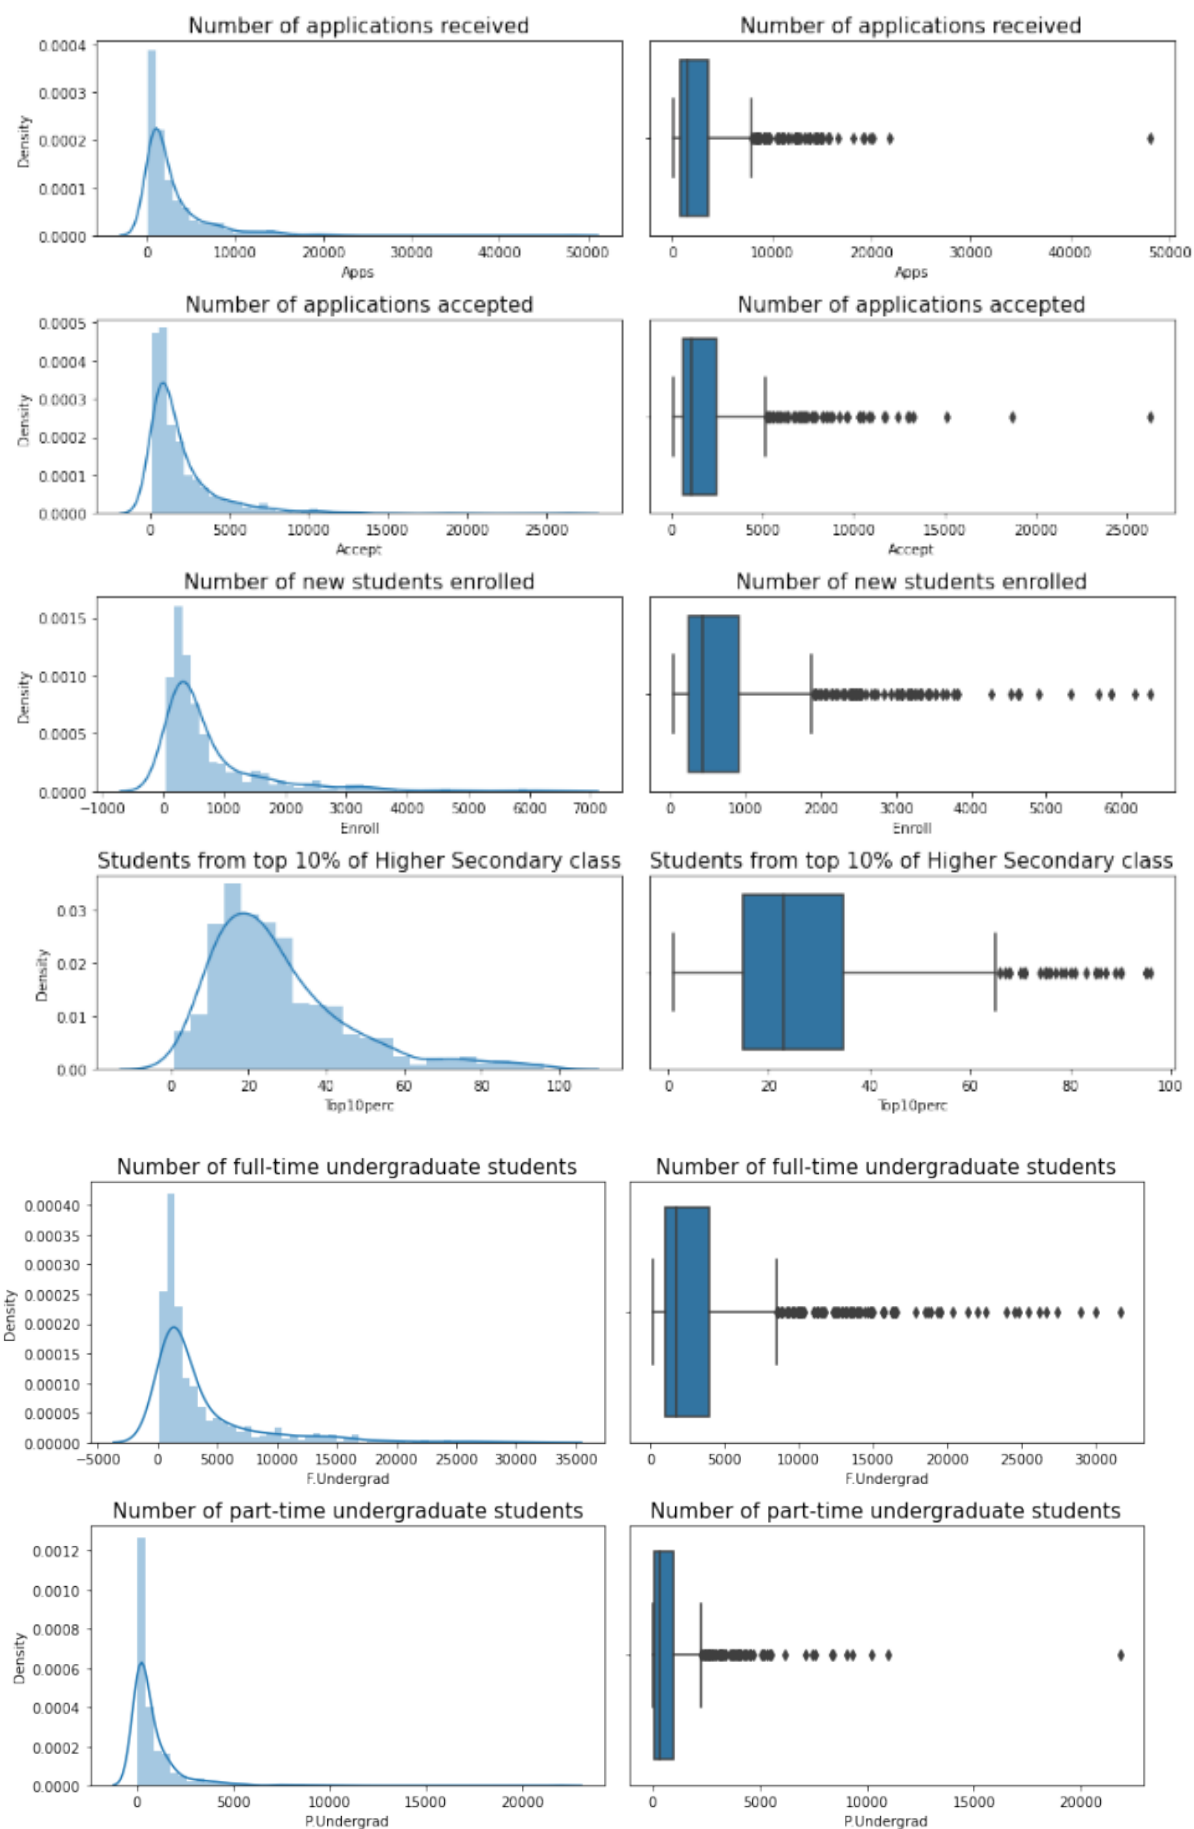 Number of applications received Number of applications received
0.0004
0.0003
0.0002
0.0001
0.0000
Density
0 10000 20000 30000 40000 50000 0 10000 20000 30000 40000 50000
Apps Apps
Number of applications accepted Number of applications accepted
0.0005
0.0004
0.0003
0.0002
0.0001
0.0000
Density
0 5000 10000 15000 20000 25000 0 5000 10000 15000 20000 25000
Accept Accept
Number of new students enrolled Number of new students enrolled
0.0015
0.0010
0.0005
0.0000
Density
−1000 0 1000 2000 3000 4000 5000 6000 7000 0 1000 2000 3000 4000 5000 6000
Enroll Enroll
Students from top 10% of Higher Secondary class Students from top 10% of Higher Secondary class
0.03
0.02
0.01
0.00
Density
0 20 40 60 80 100 0 20 40 60 80 100
Top10perc Top10perc
Number of full-time undergraduate students Number of full-time undergraduate students
0.00040
0.00035
0.00030
0.00025
0.00020
0.00015
0.00010
0.00005
0.00000
Density
−5000 0 5000 10000 15000 20000 25000 30000 35000 0 5000 10000 15000 20000 25000 30000
F.Undergrad F.Undergrad
Number of part-time undergraduate students Number of part-time undergraduate students
0.0012
0.0010
0.0008
0.0006
0.0004
0.0002
0.0000
Density
0 5000 10000 15000 20000 0 5000 10000 15000 20000
P.Undergrad P.Undergrad